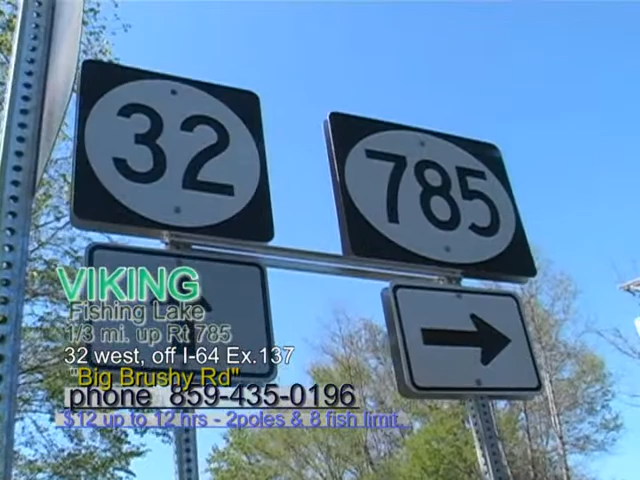 32
785
VIKING
Fishing Lake
1/3 mi. up Rt 785
32 west, off I-64 Ex.137
"Big Brushy Rd"
phone 859-435-0196
$12 up to 12 hrs - 2poles & 8 fish limit...